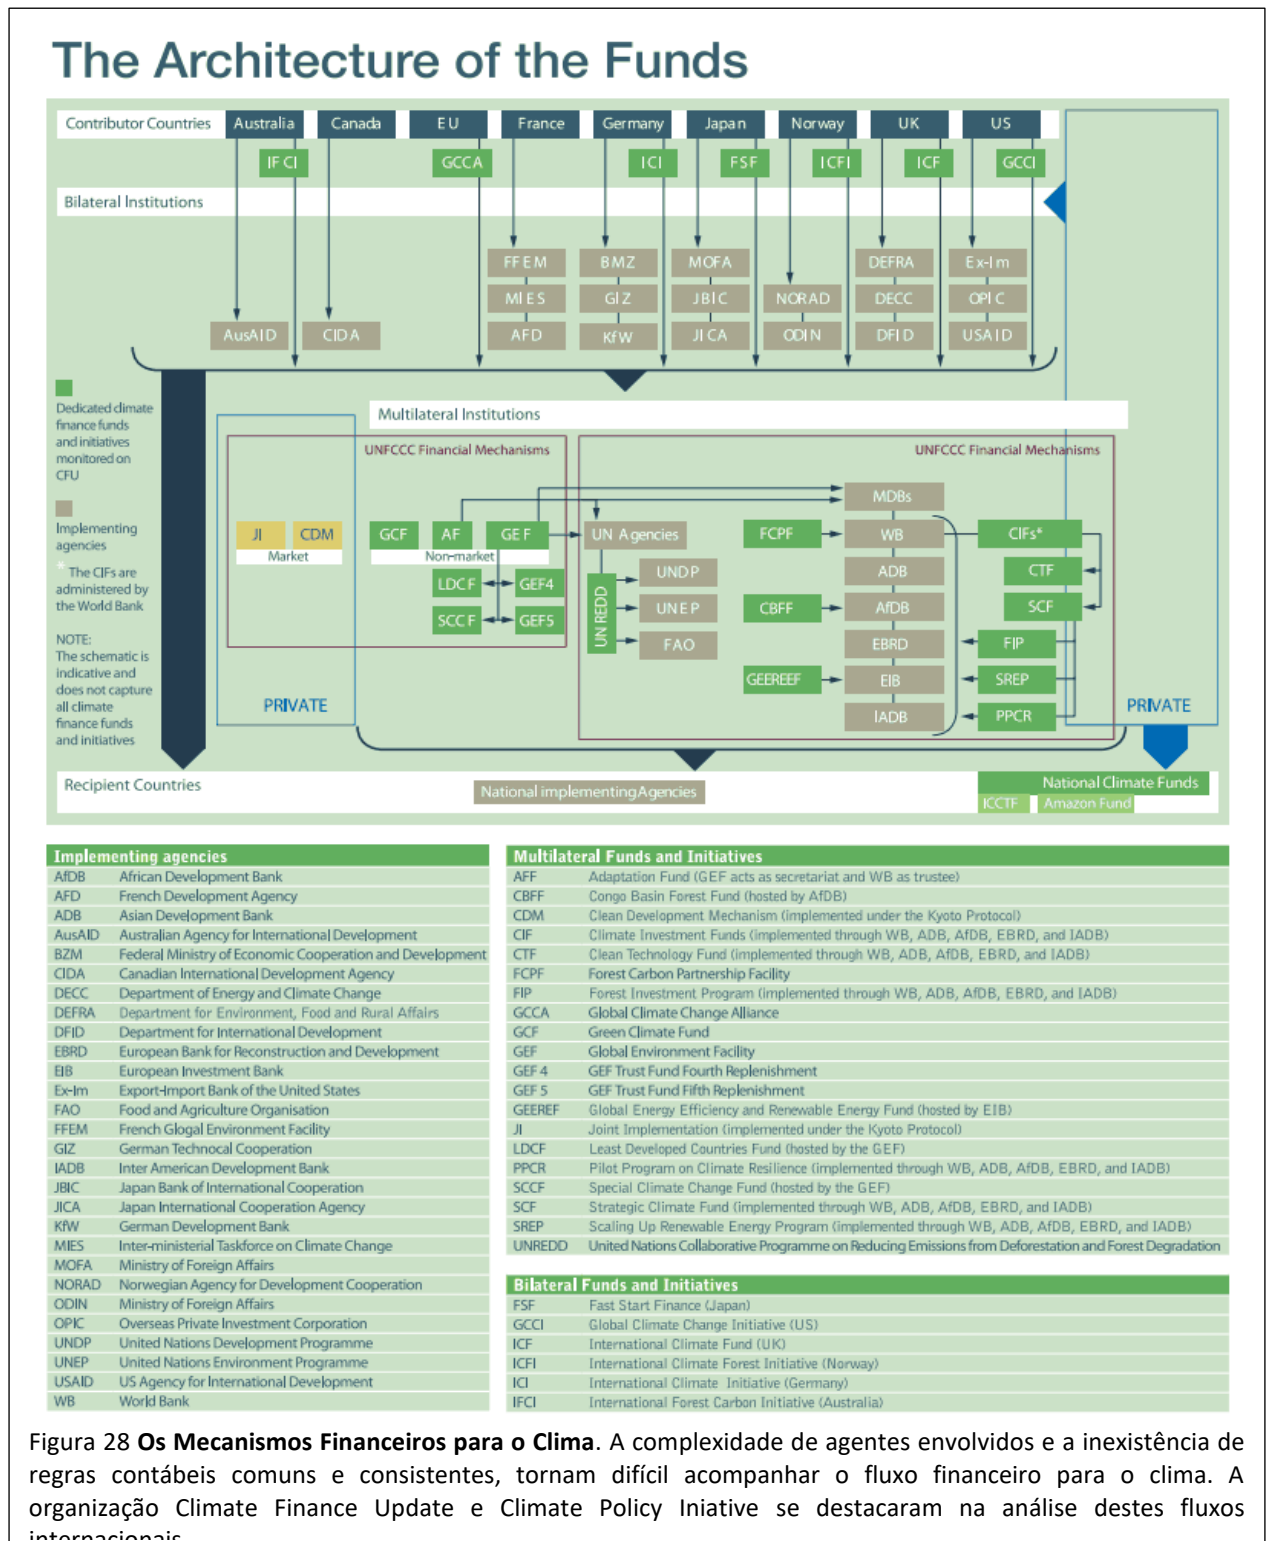 The Architecture of the Funds
Contributor Countries Australia Canada EU France Germany Japan Norway UK US
IFCI GCCA ICI FSF ICFI ICF GCCI
Bilateral Institutions
FFEM BMZ MOFA DEFRA Ex-Im
MIES GIZ JBIC NORAD DECC OPIC
AusAID CIDA AFD KfW JICA ODIN DFID USAID
Dedicated climate
finance funds
and initiatives
monitored on
CFU
Implementing
agencies
* The CIFs are
administered by
the World Bank
NOTE:
The schematic is
indicative and
does not capture
all climate
finance funds
and initiatives
Multilateral Institutions
UNFCCC Financial Mechanisms UNFCCC Financial Mechanisms
MDBs
JI CDM GCF AF GEF UN Agencies FCPF WB CIFs*
Market Non-market
LDCF GEF4 UNDP ADB CTF
SCCF GEF5 UN REDD UNEP CBFF AfDB SCF
FAO EBRD FIP
GEEREEF EIB SREP
PRIVATE IADB PPCR PRIVATE
Recipient Countries National implementing Agencies National Climate Funds
ICCTF Amazon Fund
Implementing agencies
AfDB African Development Bank
AFD French Development Agency
ADB Asian Development Bank
AusAID Australian Agency for International Development
BZM Federal Ministry of Economic Cooperation and Development
CIDA Canadian International Development Agency
DECC Department of Energy and Climate Change
DEFRA Department for Environment, Food and Rural Affairs
DFID Department for International Development
EBRD European Bank for Reconstruction and Development
EIB European Investment Bank
Ex-Im Export-Import Bank of the United States
FAO Food and Agriculture Organisation
FFEM French Glogal Environment Facility
GIZ German Technocal Cooperation
IADB Inter American Development Bank
JBIC Japan Bank of International Cooperation
JICA Japan International Cooperation Agency
KfW German Development Bank
MIES Inter-ministerial Taskforce on Climate Change
MOFA Ministry of Foreign Affairs
NORAD Norwegian Agency for Development Cooperation
ODIN Ministry of Foreign Affairs
OPIC Overseas Private Investment Corporation
UNDP United Nations Development Programme
UNEP United Nations Environment Programme
USAID US Agency for International Development
WB World Bank
Multilateral Funds and Initiatives
AFF Adaptation Fund (GEF acts as secretariat and WB as trustee)
CBFF Congo Basin Forest Fund (hosted by AfDB)
CDM Clean Development Mechanism (implemented under the Kyoto Protocol)
CIF Climate Investment Funds (implemented through WB, ADB, AfDB, EBRD, and IADB)
CTF Clean Technology Fund (implemented through WB, ADB, AfDB, EBRD, and IADB)
FCPF Forest Carbon Partnership Facility
FIP Forest Investment Program (implemented through WB, ADB, AfDB, EBRD, and IADB)
GCCA Global Climate Change Alliance
GCF Green Climate Fund
GEF Global Environment Facility
GEF 4 GEF Trust Fund Fourth Replenishment
GEF 5 GEF Trust Fund Fifth Replenishment
GEEREF Global Energy Efficiency and Renewable Energy Fund (hosted by EIB)
JI Joint Implementation (implemented under the Kyoto Protocol)
LDCF Least Developed Countries Fund (hosted by the GEF)
PPCR Pilot Program on Climate Resilience (implemented through WB, ADB, AfDB, EBRD, and IADB)
SCCF Special Climate Change Fund (hosted by the GEF)
SCF Strategic Climate Fund (implemented through WB, ADB, AfDB, EBRD, and IADB)
SREP Scaling Up Renewable Energy Program (implemented through WB, ADB, AfDB, EBRD, and IADB)
UNREDD United Nations Collaborative Programme on Reducing Emissions from Deforestation and Forest Degradation
Bilateral Funds and Initiatives
FSF Fast Start Finance (Japan)
GCCI Global Climate Change Initiative (US)
ICF International Climate Fund (UK)
ICFI International Climate Forest Initiative (Norway)
ICI International Climate Initiative (Germany)
IFCI International Forest Carbon Initiative (Australia)
Figura 28 Os Mecanismos Financeiros para o Clima. A complexidade de agentes envolvidos e a inexistência de
regras contábeis comuns e consistentes, tornam difícil acompanhar o fluxo financeiro para o clima. A
organização Climate Finance Update e Climate Policy Iniative se destacaram na análise destes fluxos
internacionais